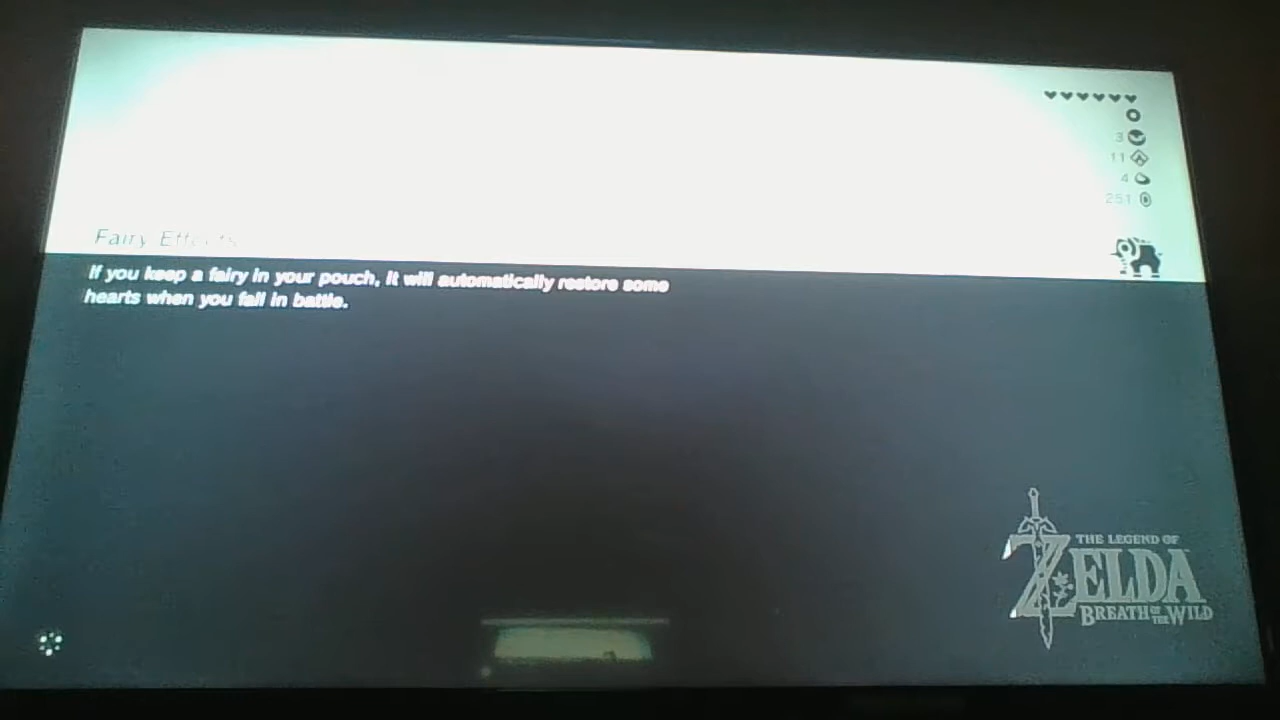 Fairy Effects
If you keep a fairy in your pouch, it will automatically restore some
hearts when you fall in battle.
3
11
4
251
THE LEGEND OF
ZELDA
BREATH OF THE WILD